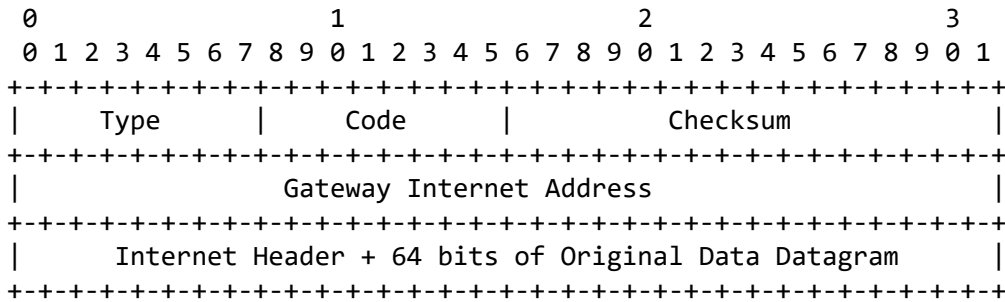 0                   1                   2                   3
 0 1 2 3 4 5 6 7 8 9 0 1 2 3 4 5 6 7 8 9 0 1 2 3 4 5 6 7 8 9 0 1
+-+-+-+-+-+-+-+-+-+-+-+-+-+-+-+-+-+-+-+-+-+-+-+-+-+-+-+-+-+-+-+-+
|     Type      |     Code      |          Checksum             |
+-+-+-+-+-+-+-+-+-+-+-+-+-+-+-+-+-+-+-+-+-+-+-+-+-+-+-+-+-+-+-+-+
|                 Gateway Internet Address                      |
+-+-+-+-+-+-+-+-+-+-+-+-+-+-+-+-+-+-+-+-+-+-+-+-+-+-+-+-+-+-+-+-+
|      Internet Header + 64 bits of Original Data Datagram      |
+-+-+-+-+-+-+-+-+-+-+-+-+-+-+-+-+-+-+-+-+-+-+-+-+-+-+-+-+-+-+-+-+